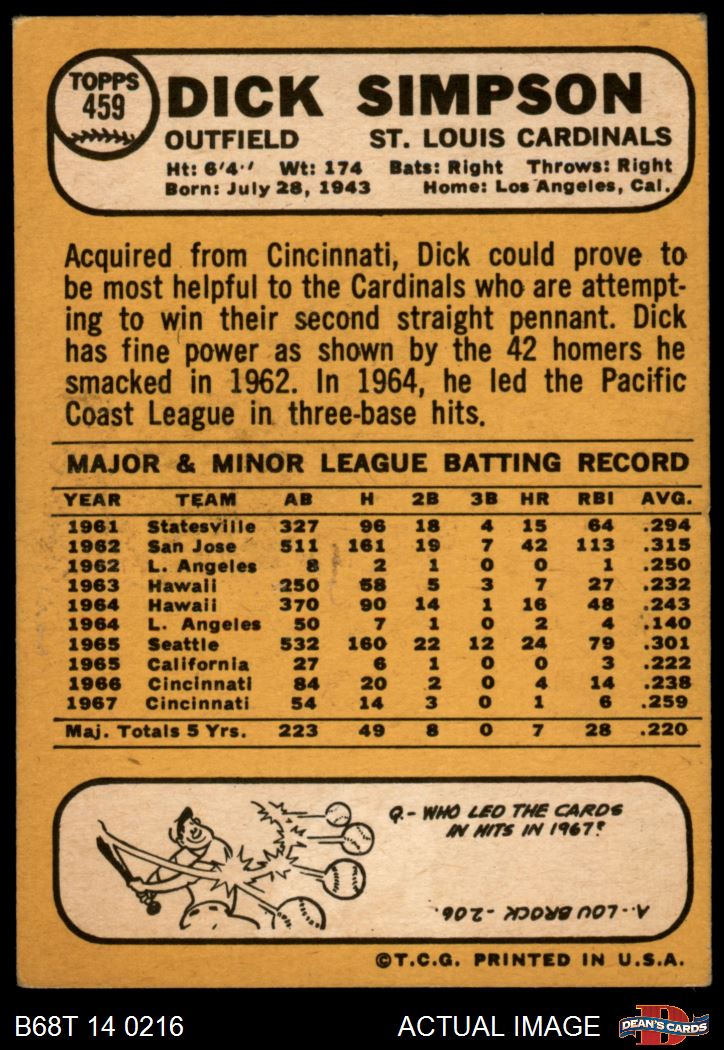 TOPPS
459
DICK SIMPSON
OUTFIELD ST. LOUIS CARDINALS
Ht: 6'4" Wt: 174 Bats: Right Throws: Right
Born: July 28, 1943 Home: Los Angeles, Cal.
Acquired from Cincinnati, Dick could prove to
be most helpful to the Cardinals who are attempt-
ing to win their second straight pennant. Dick
has fine power as shown by the 42 homers he
smacked in 1962. In 1964, he led the Pacific
Coast League in three-base hits.
MAJOR & MINOR LEAGUE BATTING RECORD
YEAR TEAM AB H 2B 3B HR RBI AVG.
1961 Statesville 327 96 18 4 15 64 .294
1962 San Jose 511 161 19 7 42 113 .315
1962 L. Angeles 8 2 1 0 0 1 .250
1963 Hawaii 250 58 5 3 7 27 .232
1964 Hawaii 370 90 14 1 16 48 .243
1964 L. Angeles 50 7 1 0 2 4 .140
1965 Seattle 532 160 22 12 24 79 .301
1965 California 27 6 1 0 0 3 .222
1966 Cincinnati 84 20 2 0 4 14 .238
1967 Cincinnati 54 14 3 0 1 6 .259
Maj. Totals 5 Yrs. 223 49 8 0 7 28 .220
Q.- WHO LED THE CARDS
IN HITS IN 1967?
A.. LOU BROCK - 206.
©T.C.G. PRINTED IN U.S.A.
B68T 14 0216 ACTUAL IMAGE
D
DEAN'S CARDS